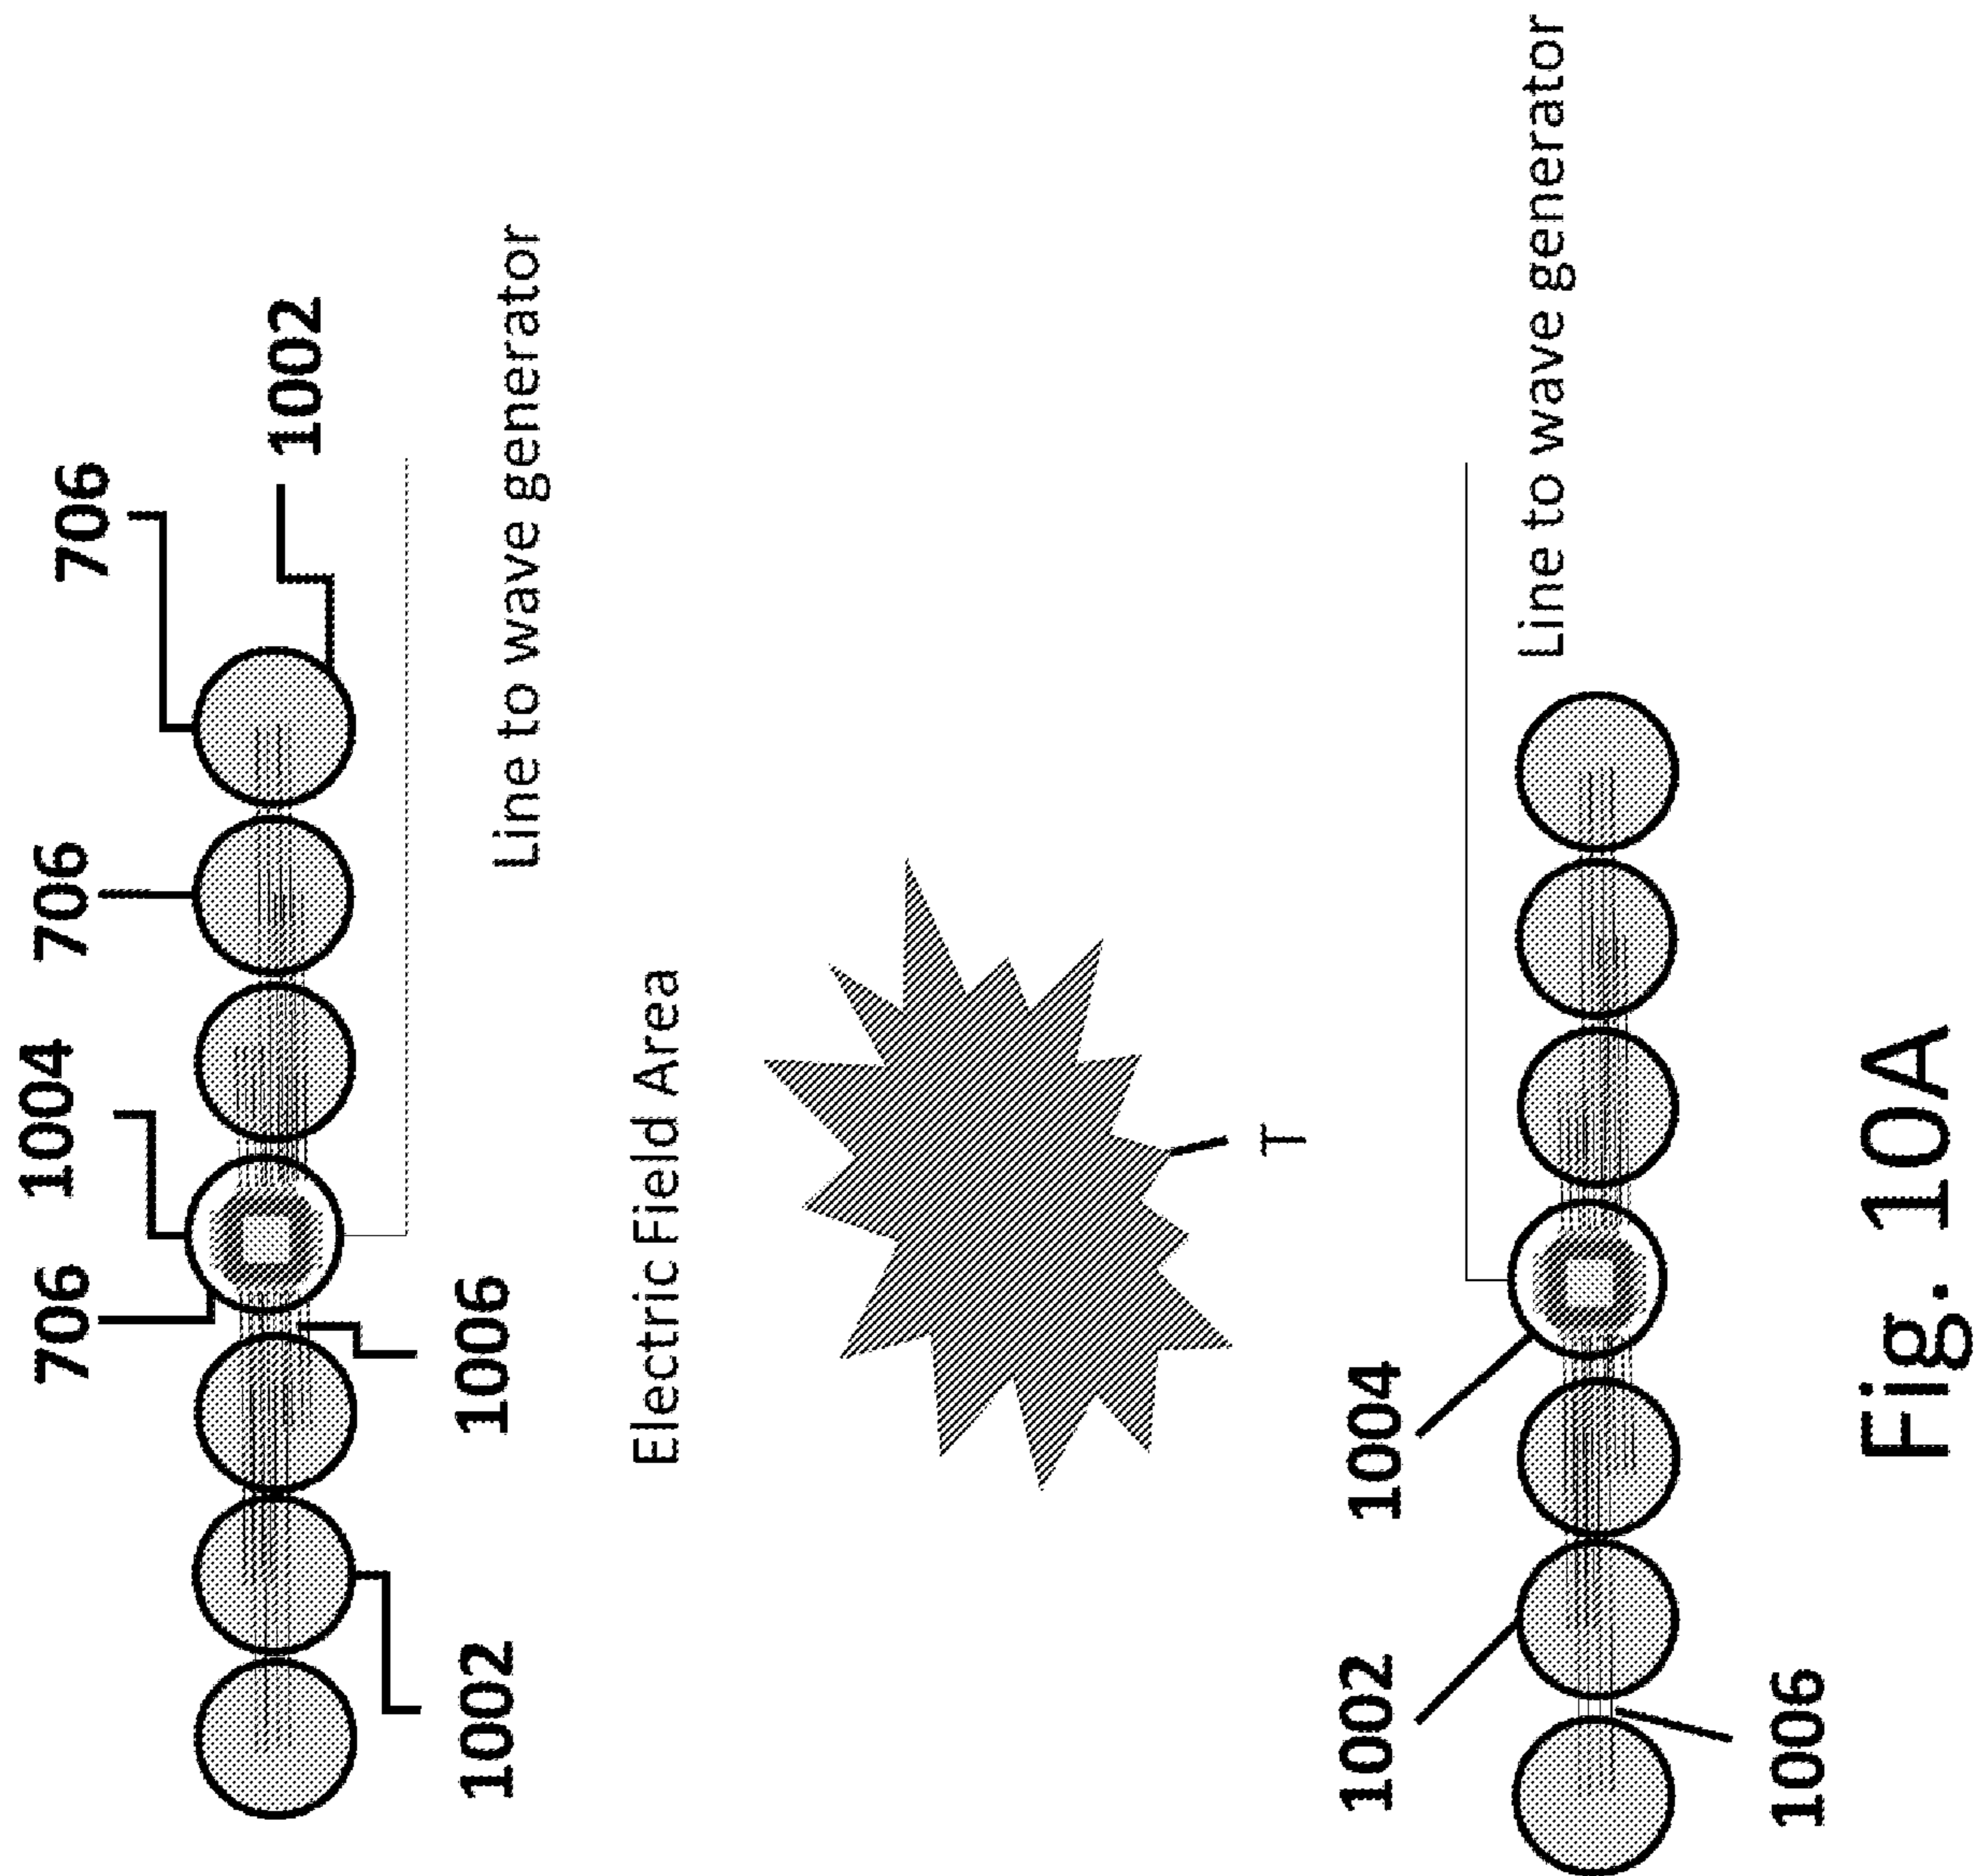 706
1004
706
706
1002
1002
1006
Line to wave generator
Electric Field Area
T
1002
1004
Line to wave generator
1006
Fig. 10A